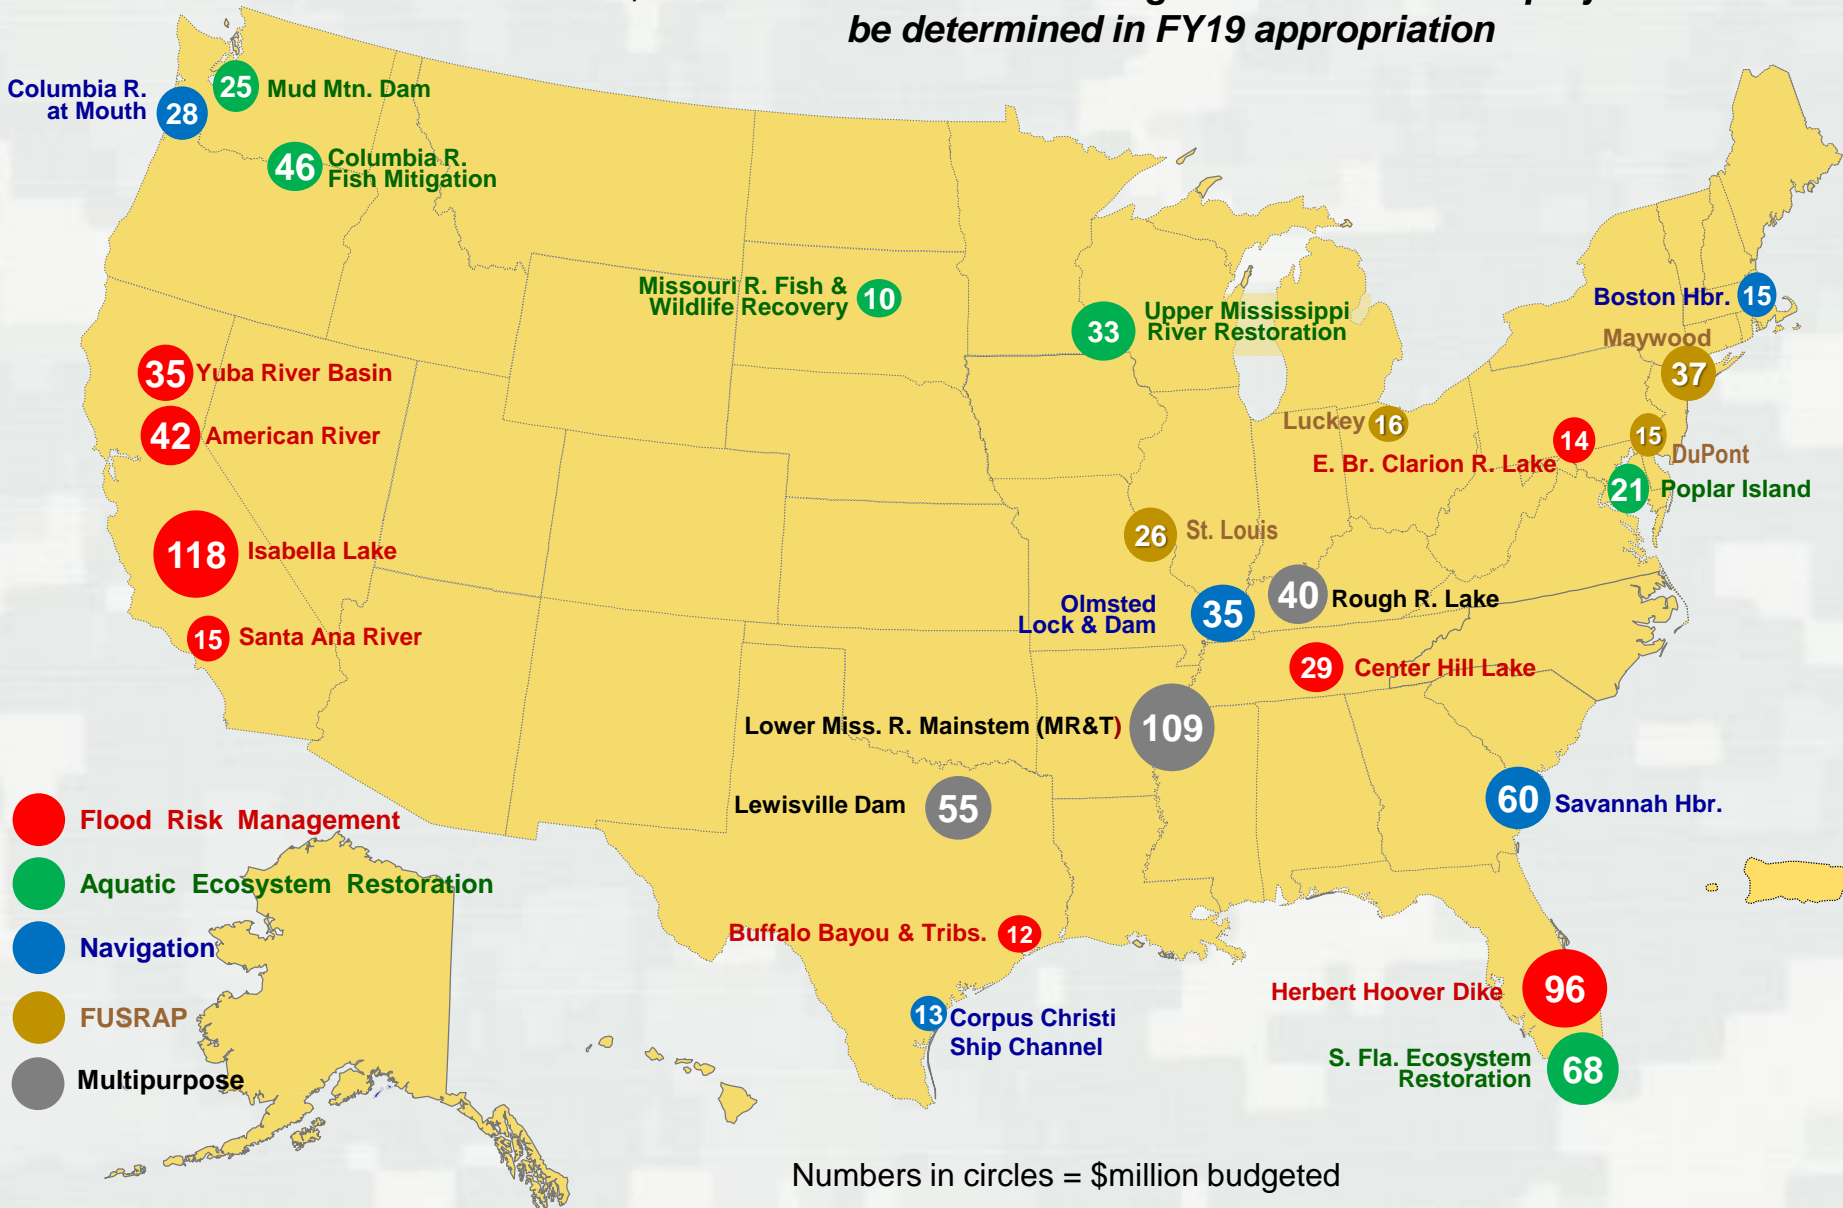 be determined in FY19 appropriation
Columbia R.
at Mouth
28
25
Mud Mtn. Dam
46
Columbia R.
Fish Mitigation
Missouri R. Fish &
Wildlife Recovery
10
33
Upper Mississippi
River Restoration
Boston Hbr.
15
Maywood
37
35
Yuba River Basin
42
American River
Luckey
16
14
E. Br. Clarion R. Lake
15
DuPont
21
Poplar Island
118
Isabella Lake
26
St. Louis
15
Santa Ana River
Olmsted
Lock & Dam
35
40
Rough R. Lake
29
Center Hill Lake
Lower Miss. R. Mainstem (MR&T)
109
Lewisville Dam
55
60
Savannah Hbr.
Flood Risk Management
Aquatic Ecosystem Restoration
Navigation
FUSRAP
Multipurpose
Buffalo Bayou & Tribs.
12
13
Corpus Christi
Ship Channel
Herbert Hoover Dike
96
S. Fla. Ecosystem
Restoration
68
Numbers in circles = $million budgeted